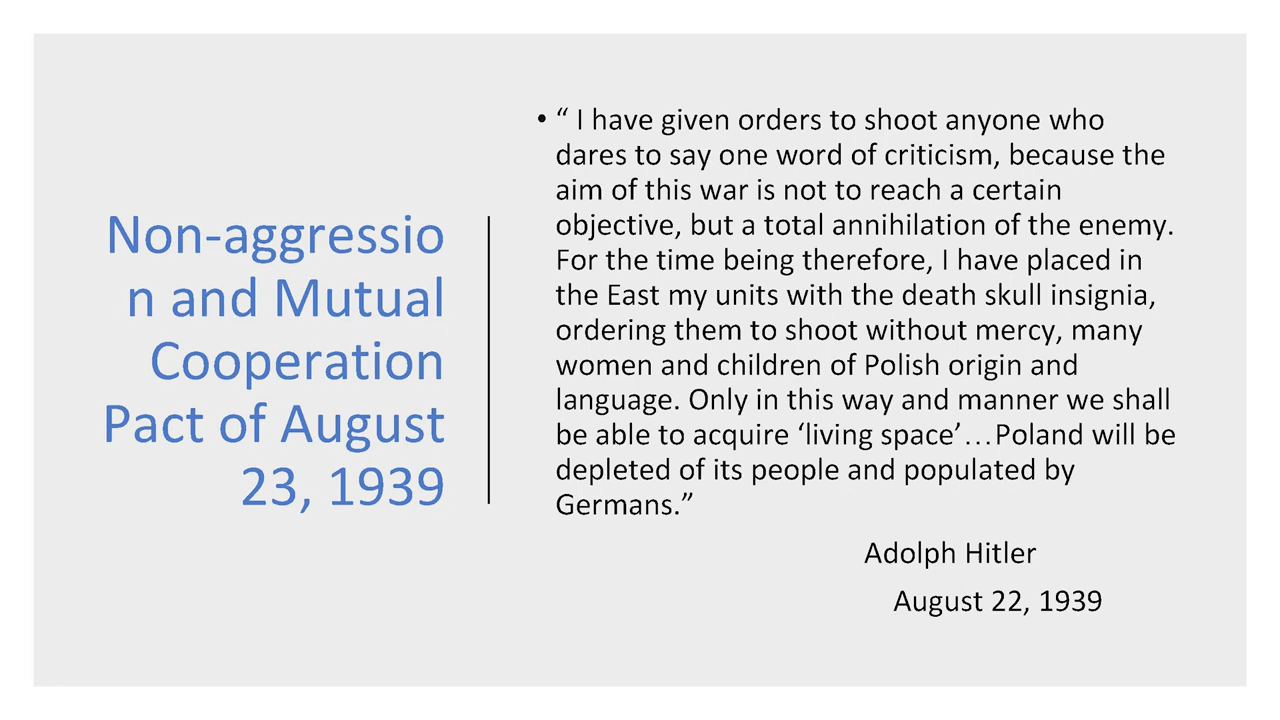 Non-aggressio
n and Mutual
Cooperation
Pact of August
23, 1939
• “ I have given orders to shoot anyone who
dares to say one word of criticism, because the
aim of this war is not to reach a certain
objective, but a total annihilation of the enemy.
For the time being therefore, I have placed in
the East my units with the death skull insignia,
ordering them to shoot without mercy, many
women and children of Polish origin and
language. Only in this way and manner we shall
be able to acquire ‘living space’…Poland will be
depleted of its people and populated by
Germans.”
Adolph Hitler
August 22, 1939